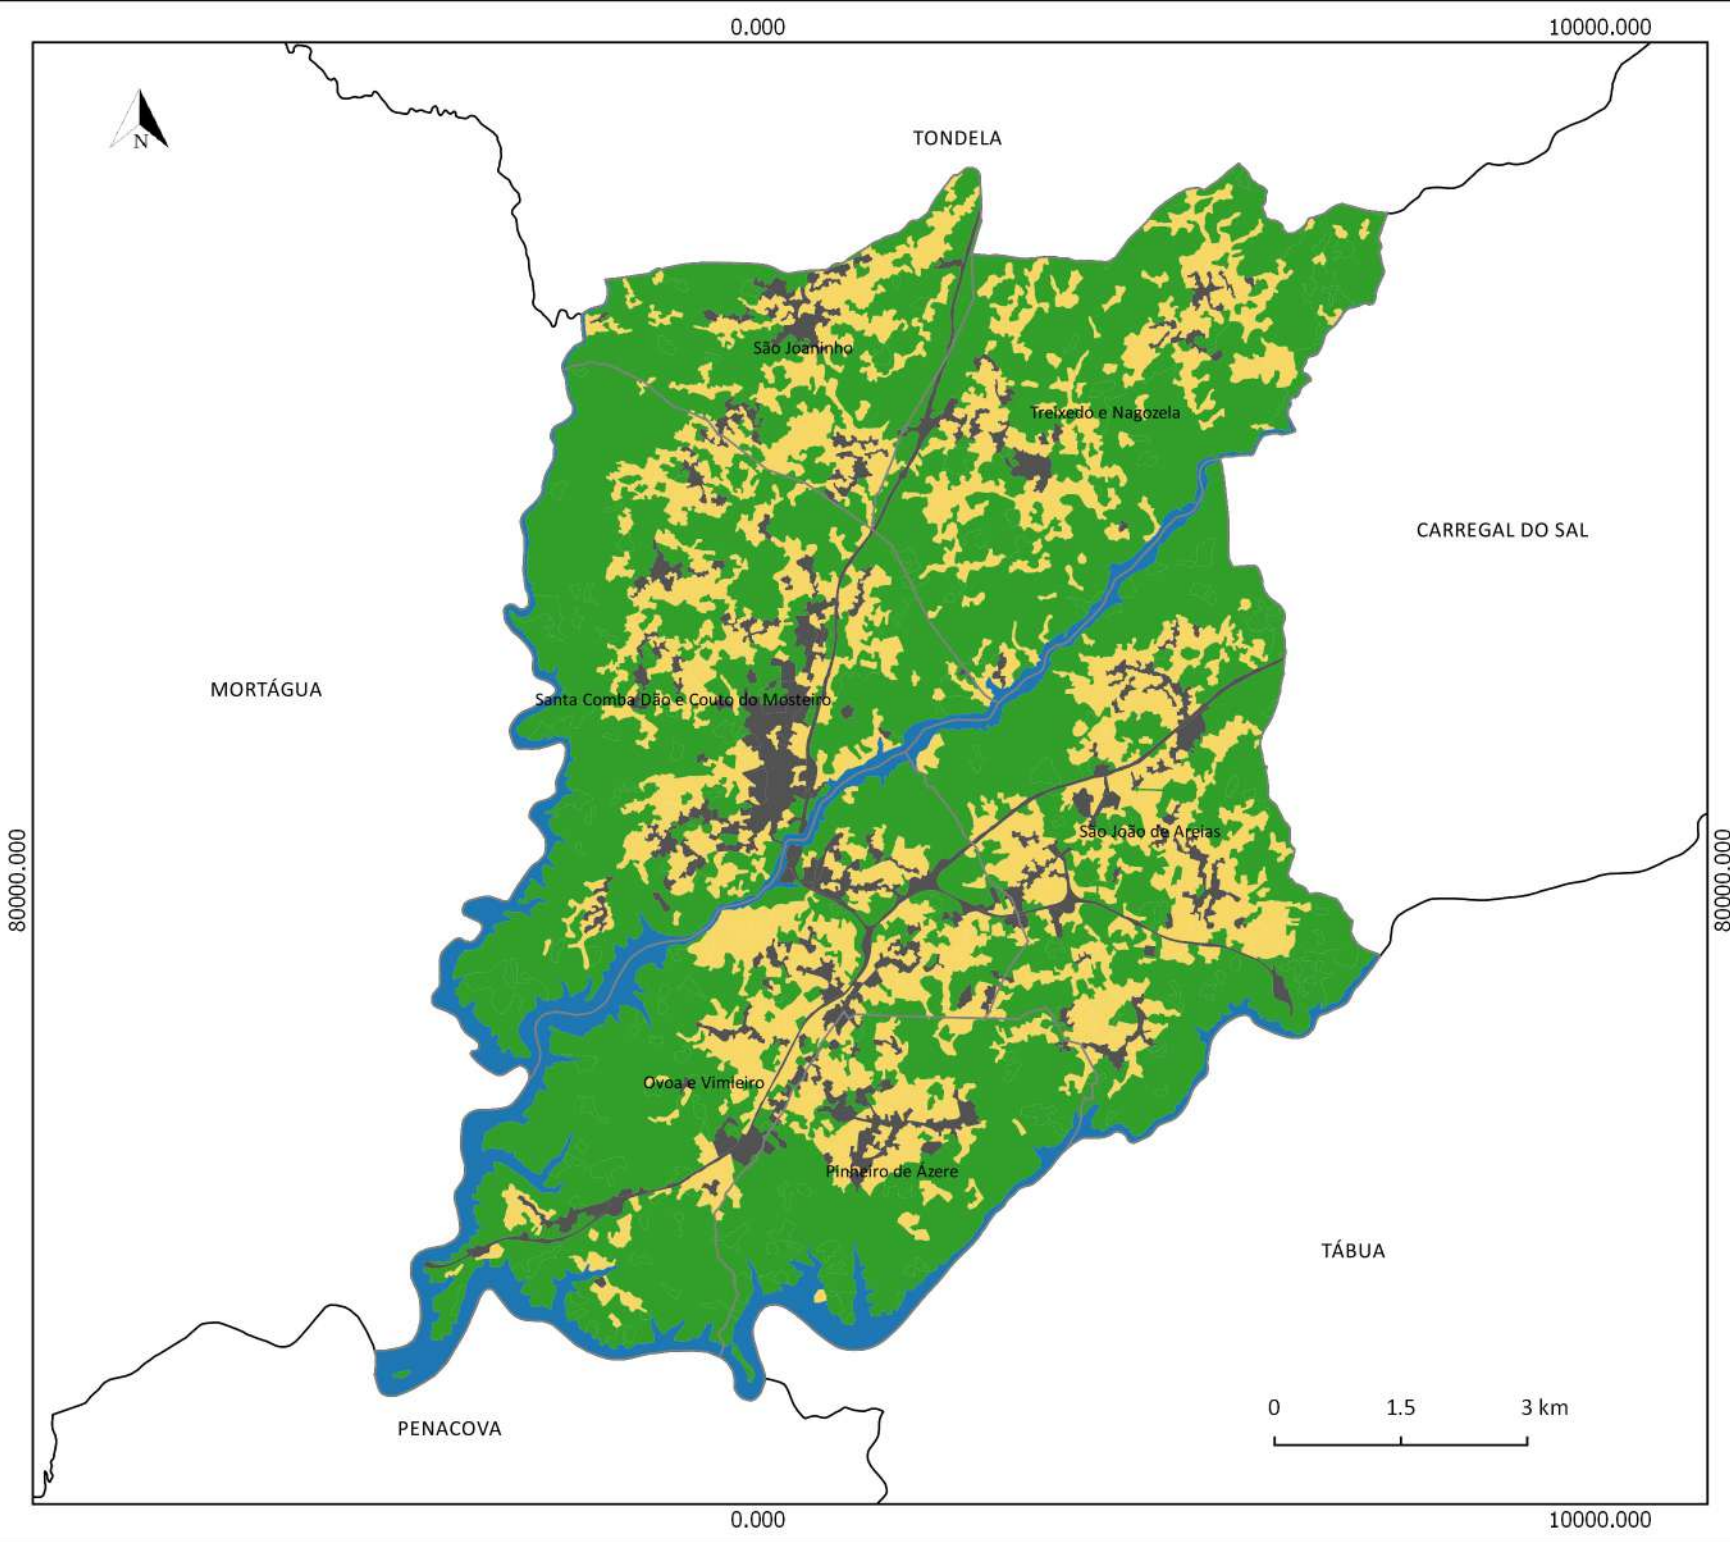 0.000 10000.000
N
TONDELA
São Joaninho
Treixedo e Nagozela
CARREGAL DO SAL
MORTÁGUA
Santa Comba Dão e Couto do Mosteiro
São João de Areias
80000.000 80000.000
Ovoa e Vimieiro
Pinheiro de Ázere
TÁBUA
0 1.5 3 km
PENACOVA
0.000 10000.000